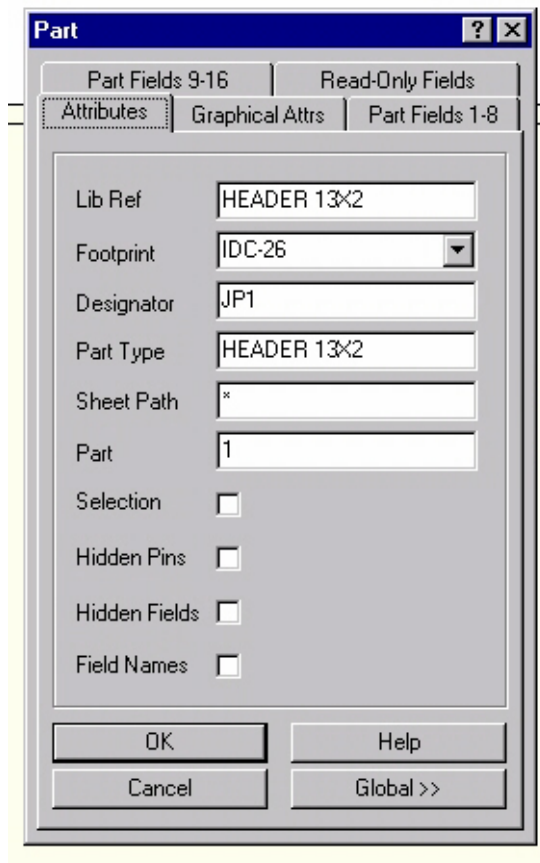 Part
Part Fields 9-16 Read-Only Fields
Attributes Graphical Attrs Part Fields 1-8
Lib Ref HEADER 13X2
Footprint IDC-26
Designator JP1
Part Type HEADER 13X2
Sheet Path *
Part 1
Selection
Hidden Pins
Hidden Fields
Field Names
OK Help
Cancel Global >>